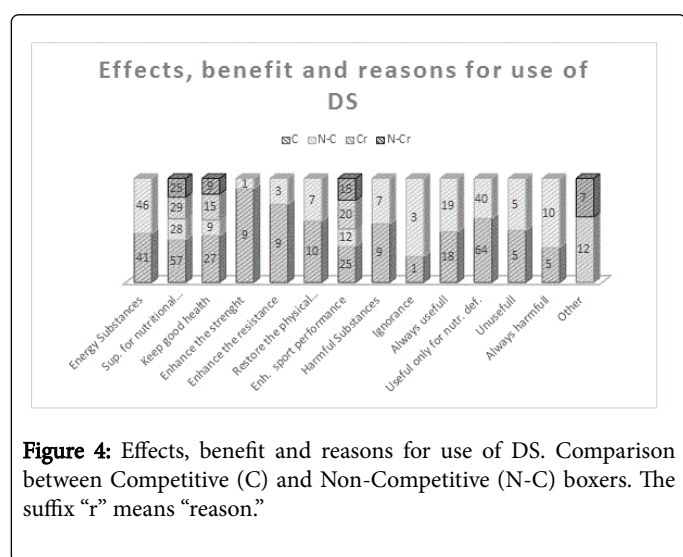 Effects, benefit and reasons for use of
DS
C N-C Cr N-Cr
25 9 1
46 29 15 3 7 20 7 3 19 40 5 10 7
28 9 12
41 57 27 9 9 10 25 9 1 18 64 5 5 12
Energy Substances
Sup. for nutritional...
Keep good health
Enhance the strenght
Enhance the resistance
Restore the physical...
Enh. sport performance
Harmful Substances
Ignorance
Always usefull
Useful only for nutr. def.
Unusefull
Always harmfull
Other
Figure 4: Effects, benefit and reasons for use of DS. Comparison
between Competitive (C) and Non-Competitive (N-C) boxers. The
suffix “r” means “reason.”